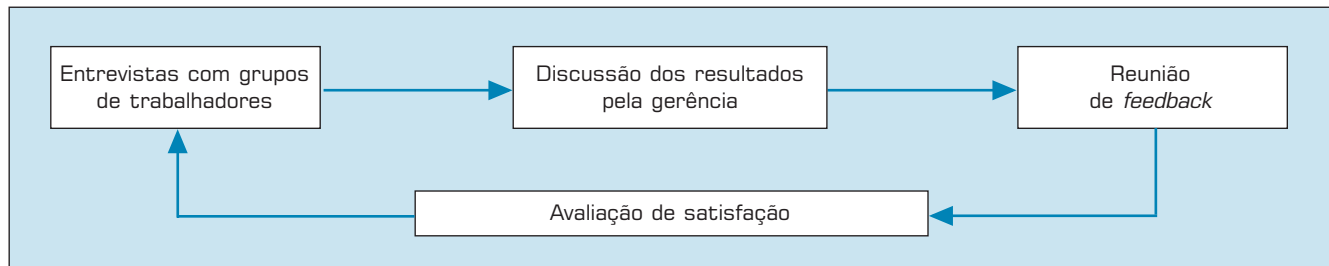 Entrevistas com grupos
de trabalhadores
Discussão dos resultados
pela gerência
Reunião
de feedback
Avaliação de satisfação